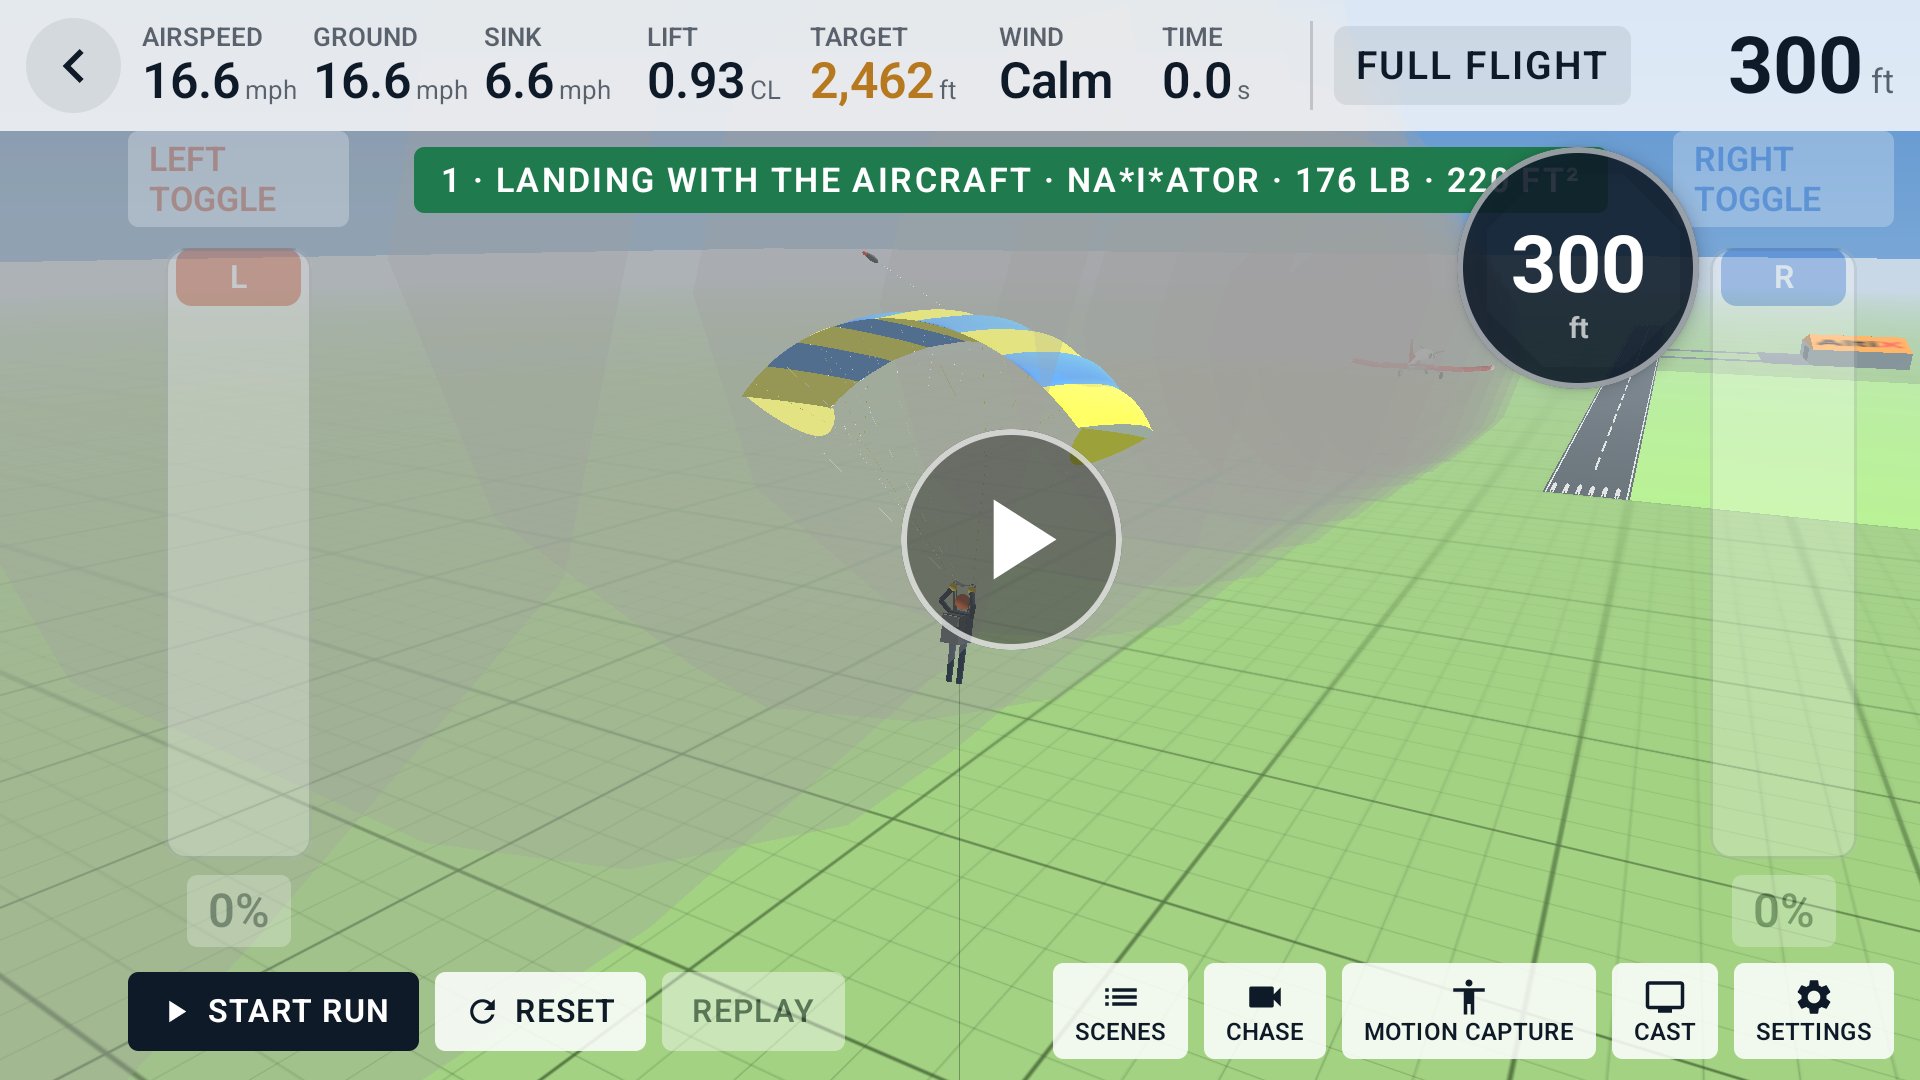 AIRSPEED
16.6 mph
GROUND
16.6 mph
SINK
6.6 mph
LIFT
0.93 CL
TARGET
2,462 ft
WIND
Calm
TIME
0.0 s
FULL FLIGHT
300 ft
LEFT
TOGGLE
1 · LANDING WITH THE AIRCRAFT · NA*I*ATOR · 176 LB · 220 FT²
RIGHT
TOGGLE
300
ft
L
R
0%
0%
START RUN
RESET
REPLAY
SCENES
CHASE
MOTION CAPTURE
CAST
SETTINGS